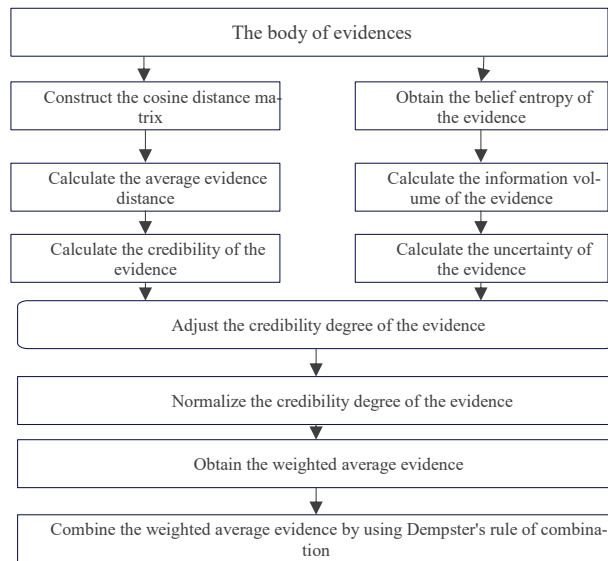 The body of evidences
Construct the cosine distance ma-
trix
Obtain the belief entropy of
the evidence
Calculate the average evidence
distance
Calculate the information vol-
ume of the evidence
Calculate the credibility of the
evidence
Calculate the uncertainty of
the evidence
Adjust the credibility degree of the evidence
Normalize the credibility degree of the evidence
Obtain the weighted average evidence
Combine the weighted average evidence by using Dempster's rule of combina-
tion